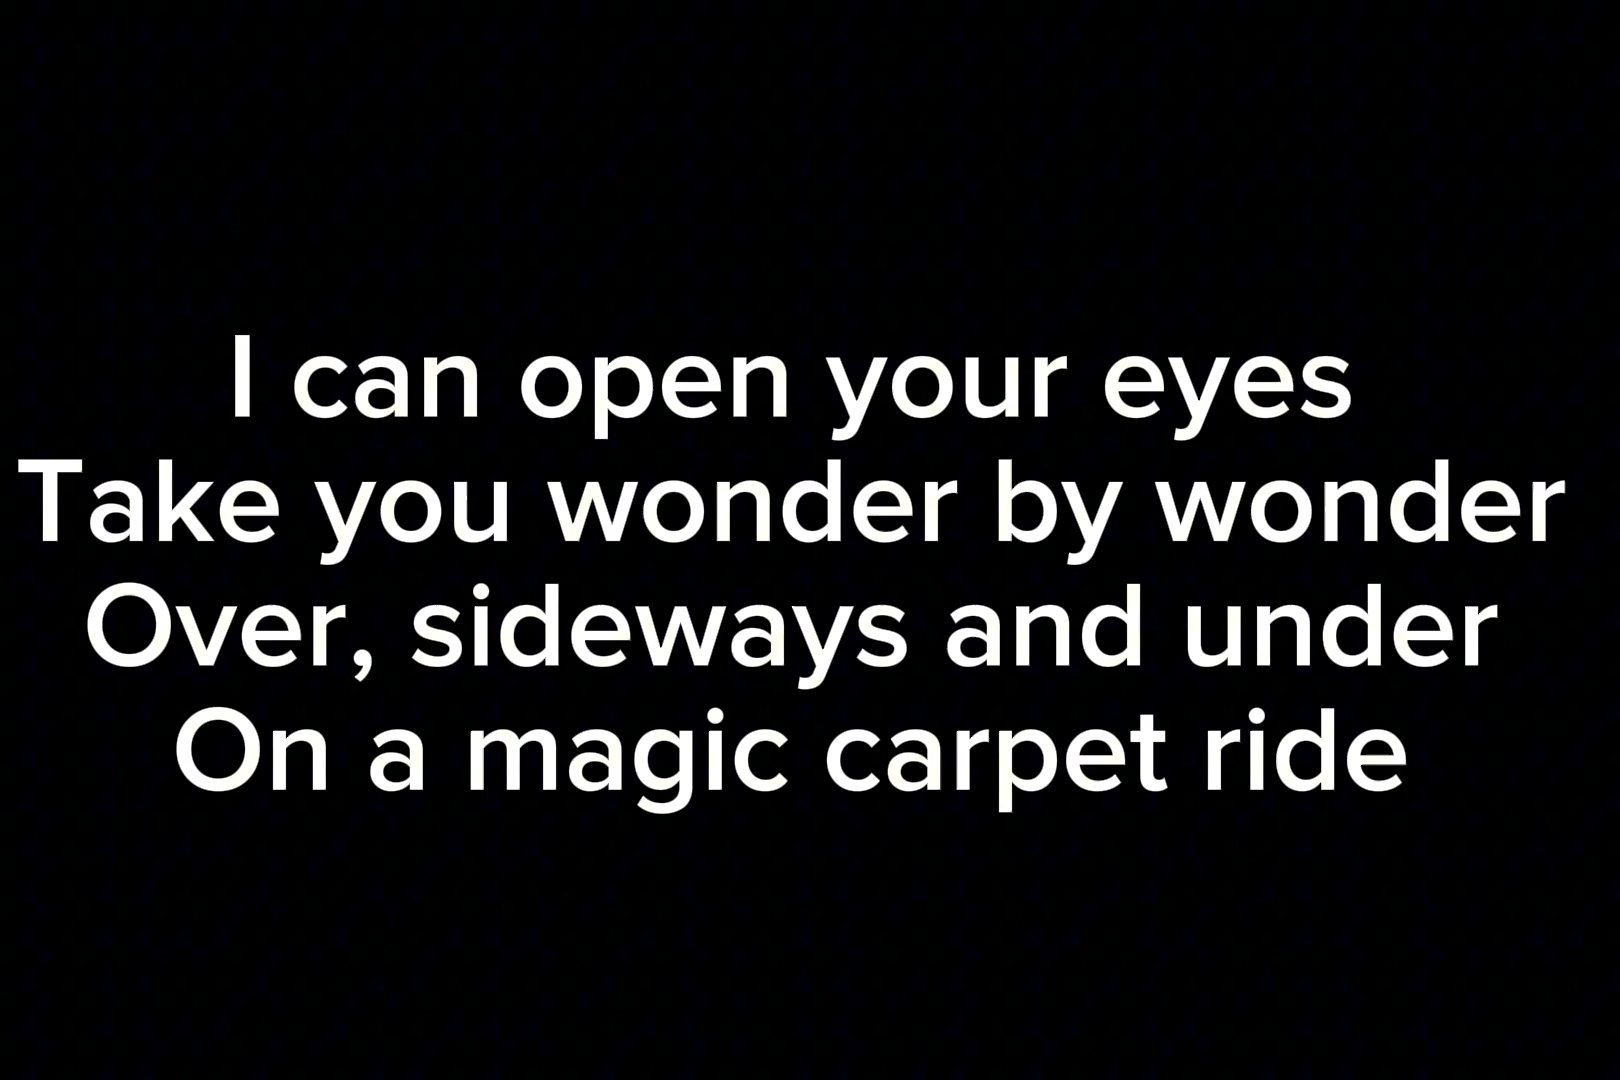 I can open your eyes
Take you wonder by wonder
Over, sideways and under
On a magic carpet ride